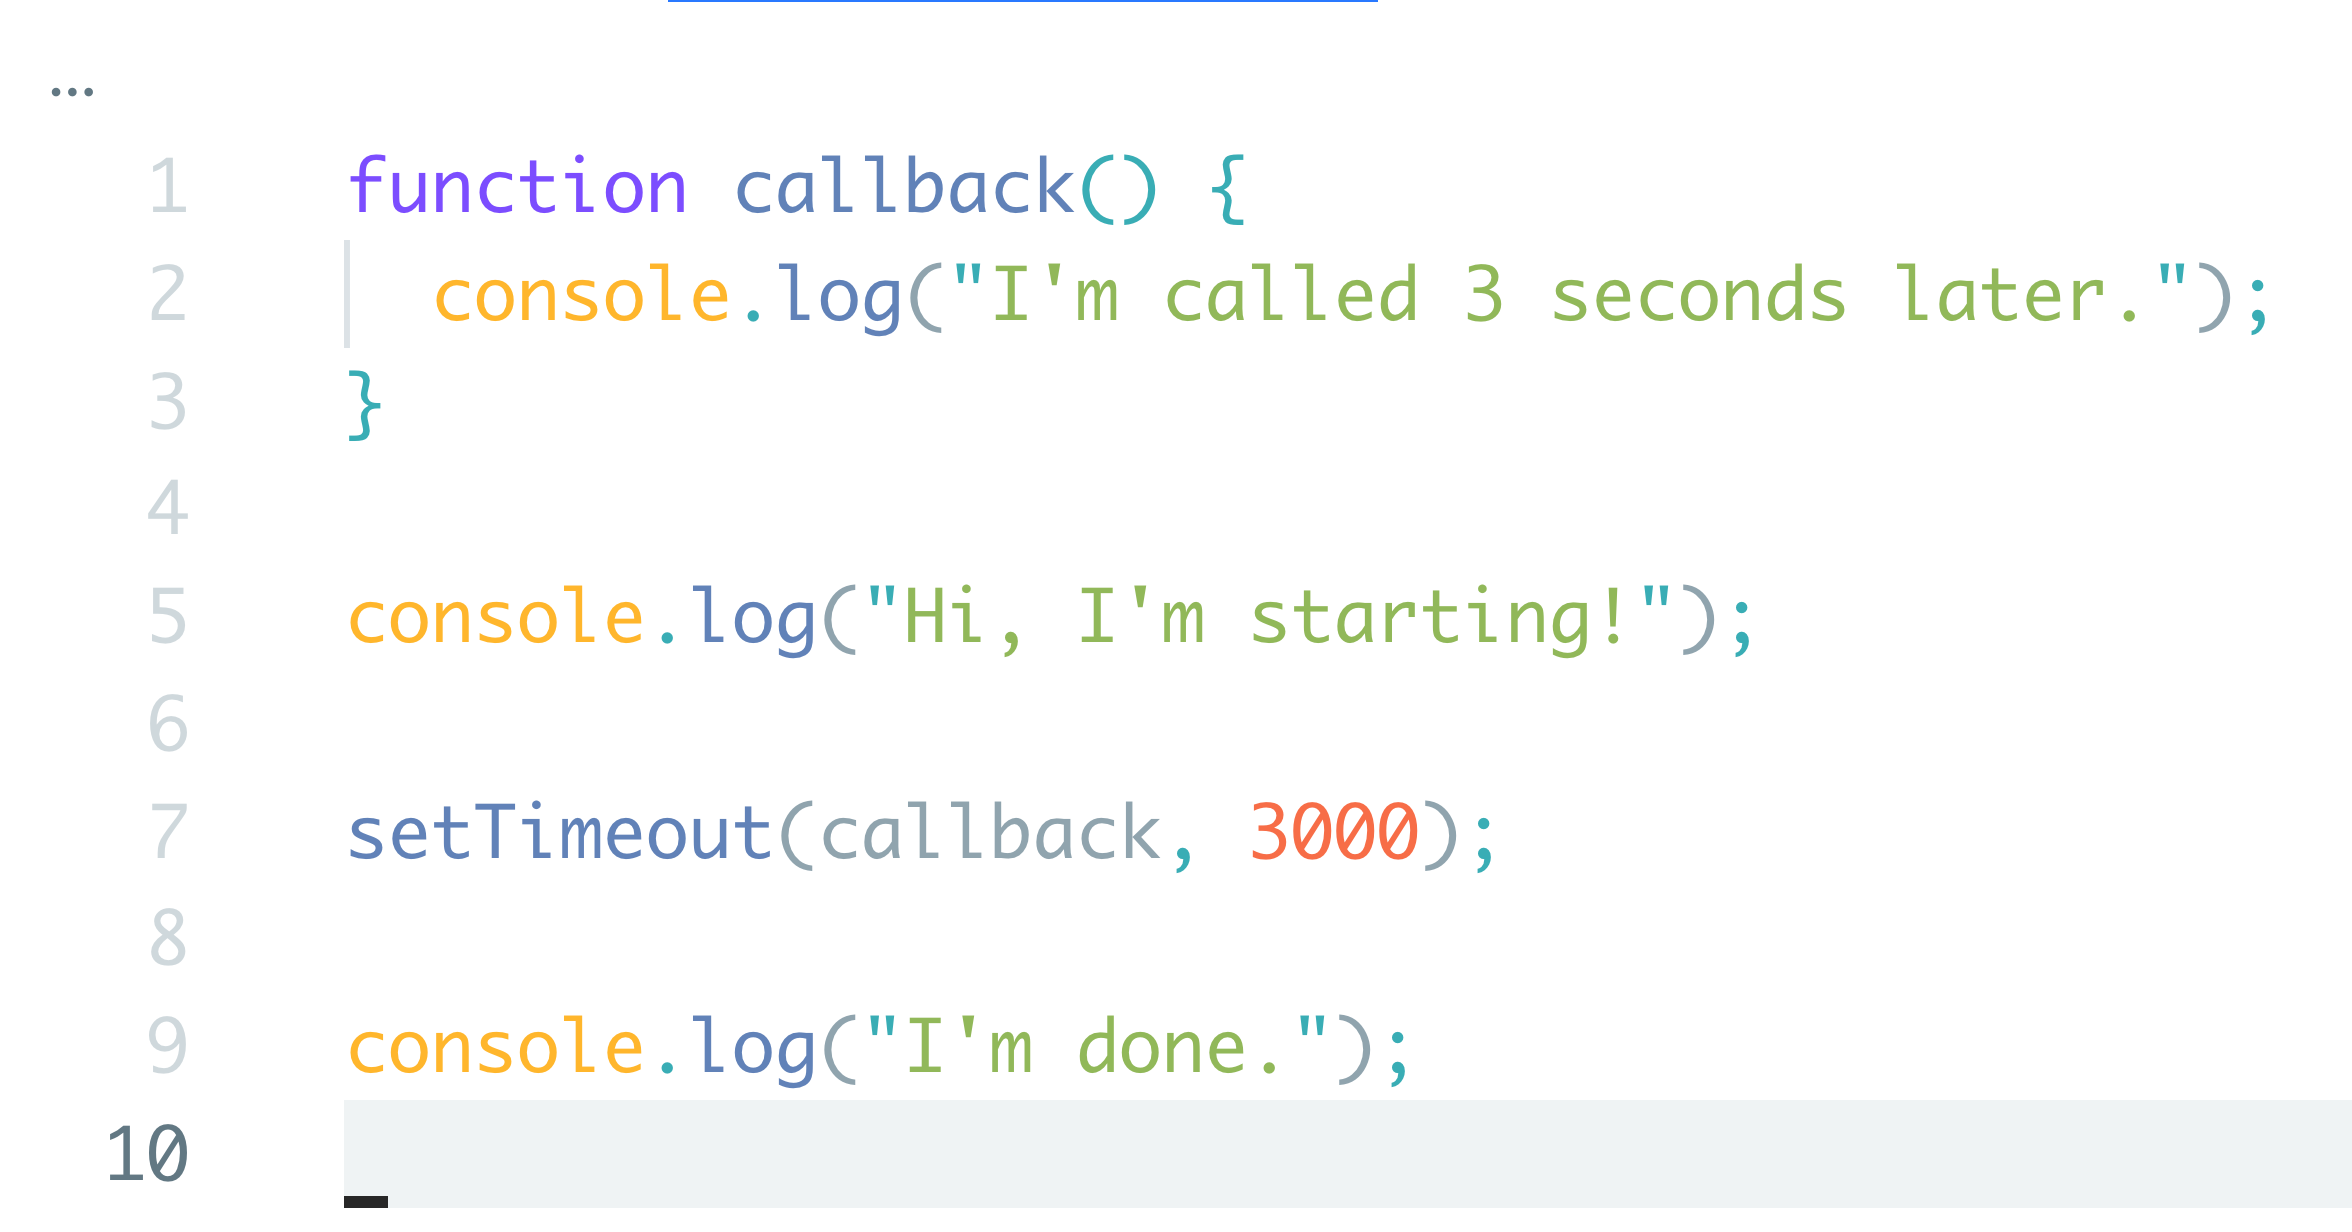 ...
1 function callback() {
2   console.log("I'm called 3 seconds later.");
3 }
4
5 console.log("Hi, I'm starting!");
6
7 setTimeout(callback, 3000);
8
9 console.log("I'm done.");
10